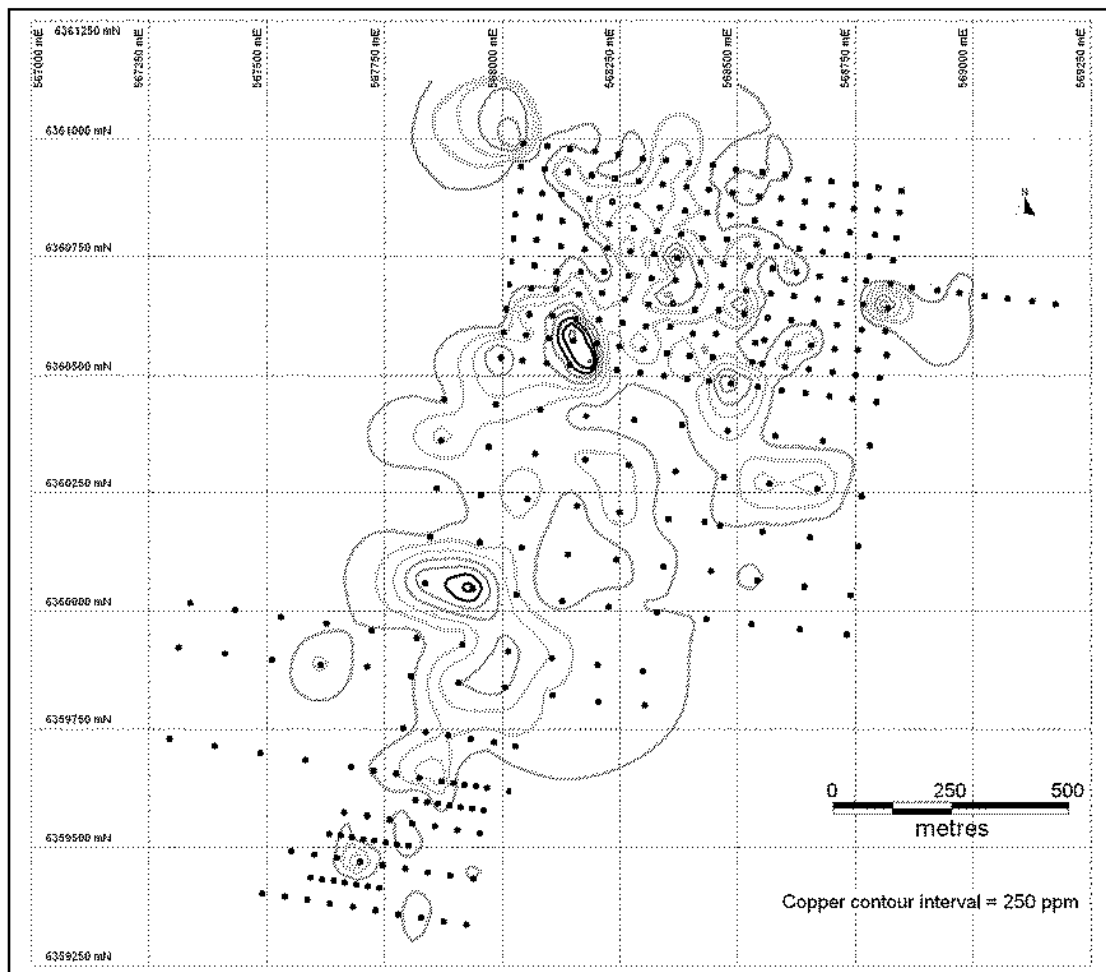 6361250 mN
567000 mE
567250 mE
567500 mE
567750 mE
568000 mE
568250 mE
568500 mE
568750 mE
569000 mE
569250 mE
6361000 mN
N
6360750 mN
6360500 mN
6360250 mN
6366000 mN
6359750 mN
0 250 500
metres
6359500 mN
Copper contour interval = 250 ppm
6359250 mN